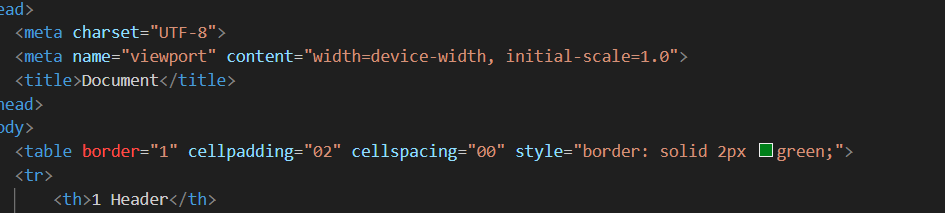 ead>
<meta charset="UTF-8">
<meta name="viewport" content="width=device-width, initial-scale=1.0">
<title>Document</title>
head>
ody>
<table border="1" cellpadding="02" cellspacing="00" style="border: solid 2px green;">
<tr>
<th>1 Header</th>